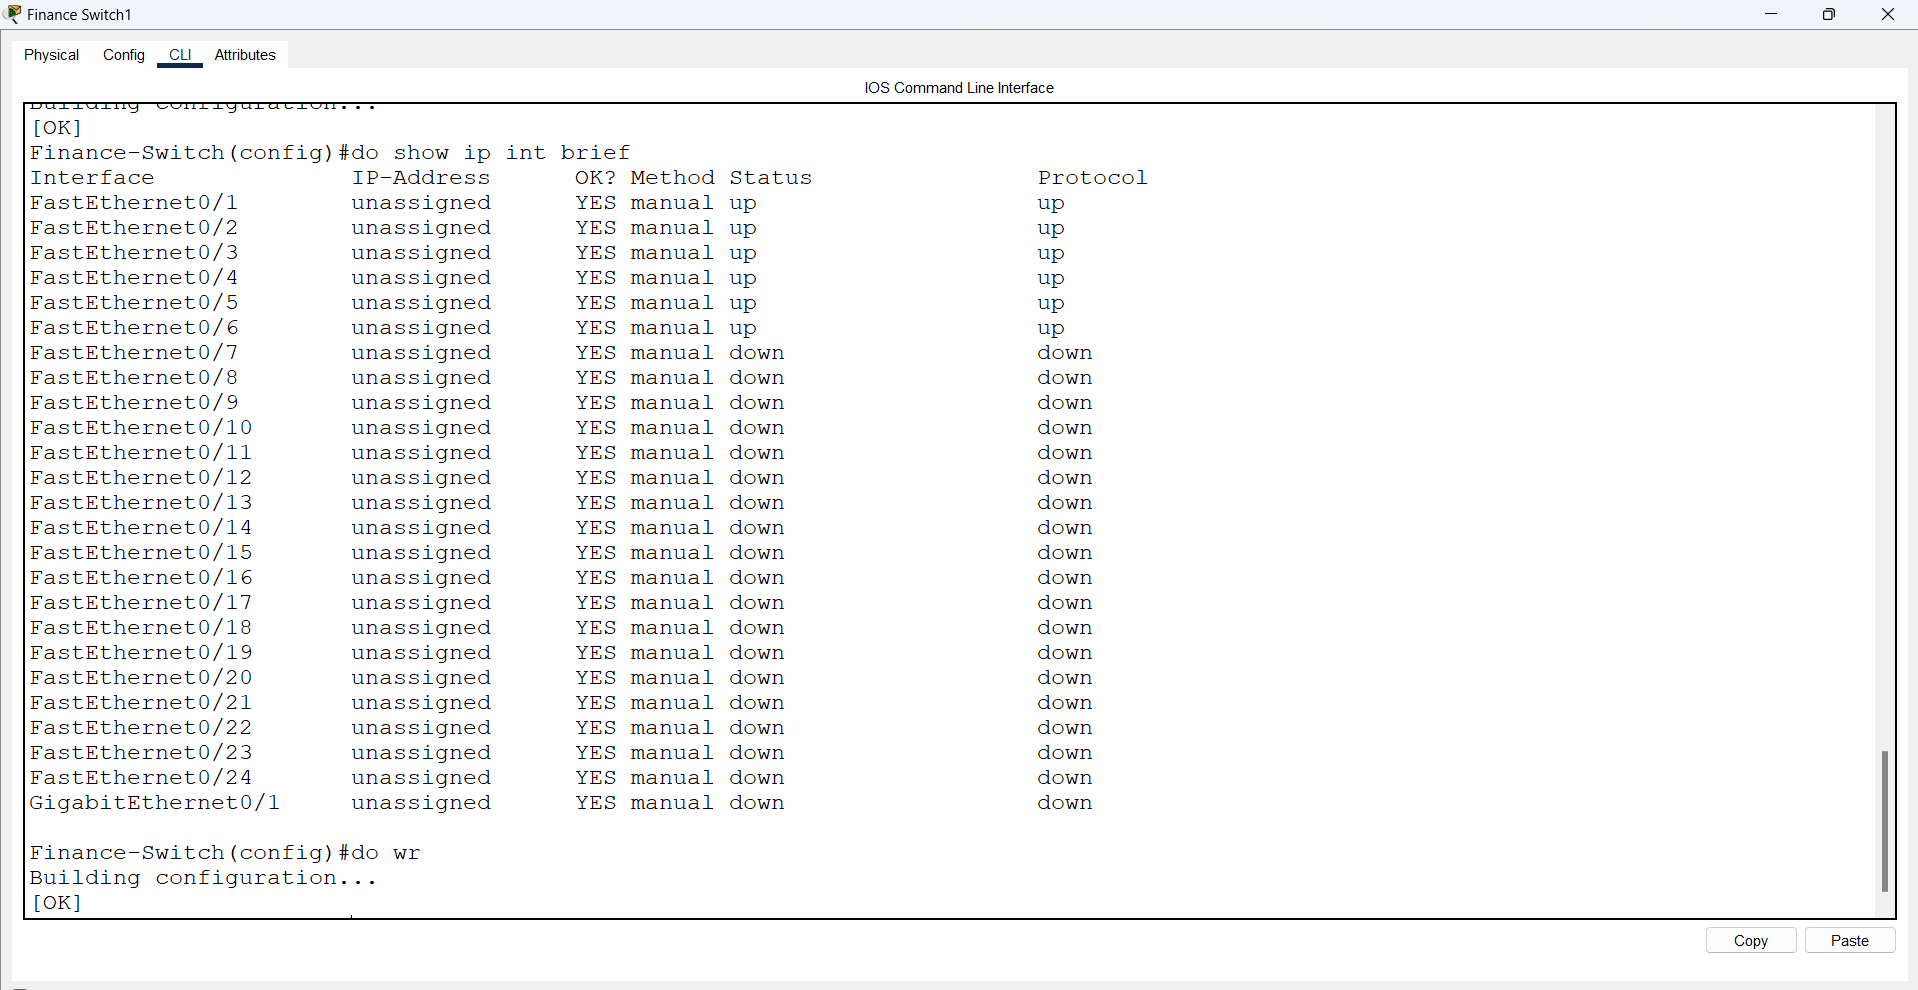 Finance Switch1
Physical Config CLI Attributes
IOS Command Line Interface
Building configuration...
[OK]
Finance-Switch(config)#do show ip int brief
Interface IP-Address OK? Method Status Protocol
FastEthernet0/1 unassigned YES manual up up
FastEthernet0/2 unassigned YES manual up up
FastEthernet0/3 unassigned YES manual up up
FastEthernet0/4 unassigned YES manual up up
FastEthernet0/5 unassigned YES manual up up
FastEthernet0/6 unassigned YES manual up up
FastEthernet0/7 unassigned YES manual down down
FastEthernet0/8 unassigned YES manual down down
FastEthernet0/9 unassigned YES manual down down
FastEthernet0/10 unassigned YES manual down down
FastEthernet0/11 unassigned YES manual down down
FastEthernet0/12 unassigned YES manual down down
FastEthernet0/13 unassigned YES manual down down
FastEthernet0/14 unassigned YES manual down down
FastEthernet0/15 unassigned YES manual down down
FastEthernet0/16 unassigned YES manual down down
FastEthernet0/17 unassigned YES manual down down
FastEthernet0/18 unassigned YES manual down down
FastEthernet0/19 unassigned YES manual down down
FastEthernet0/20 unassigned YES manual down down
FastEthernet0/21 unassigned YES manual down down
FastEthernet0/22 unassigned YES manual down down
FastEthernet0/23 unassigned YES manual down down
FastEthernet0/24 unassigned YES manual down down
GigabitEthernet0/1 unassigned YES manual down down
Finance-Switch(config)#do wr
Building configuration...
[OK]
Copy Paste